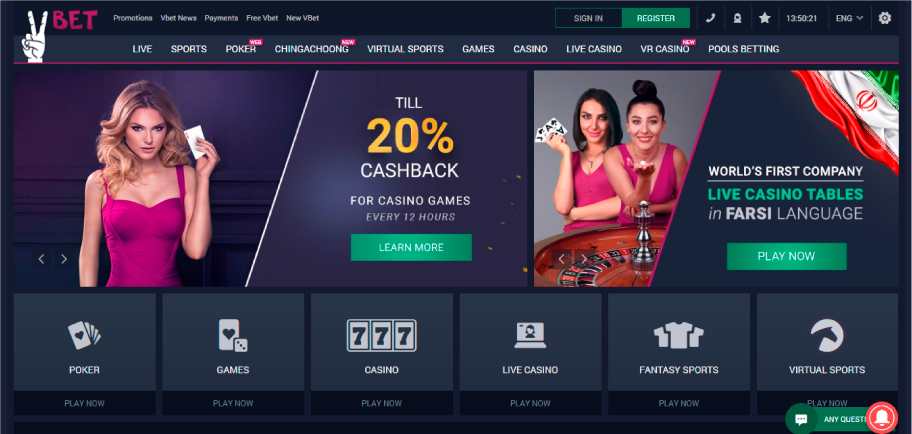 VBET
Promotions Vbet News Payments Free Vbet New VBet
SIGN IN REGISTER
13:50:21
ENG
LIVE SPORTS POKER WEB CHINGACHOONG NEW VIRTUAL SPORTS GAMES CASINO LIVE CASINO VR CASINO NEW POOLS BETTING
TILL
20%
CASHBACK
FOR CASINO GAMES
EVERY 12 HOURS
LEARN MORE
WORLD'S FIRST COMPANY
LIVE CASINO TABLES
in FARSI LANGUAGE
PLAY NOW
777
POKER GAMES CASINO LIVE CASINO FANTASY SPORTS VIRTUAL SPORTS
PLAY NOW PLAY NOW PLAY NOW PLAY NOW PLAY NOW PLAY NOW
ANY QUESTI